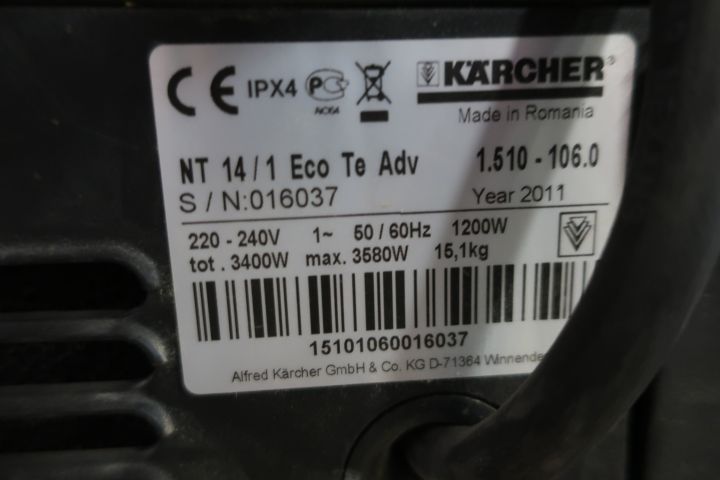 CE IPX4 PC KÄRCHER®
Made in Romania
NT 14 / 1 Eco Te Adv 1.510 - 106.0
S / N:016037 Year 2011
220 - 240V 1~ 50 / 60Hz 1200W
tot . 3400W max. 3580W 15,1kg
15101060016037
Alfred Kärcher GmbH & Co. KG D-71364 Winnenden